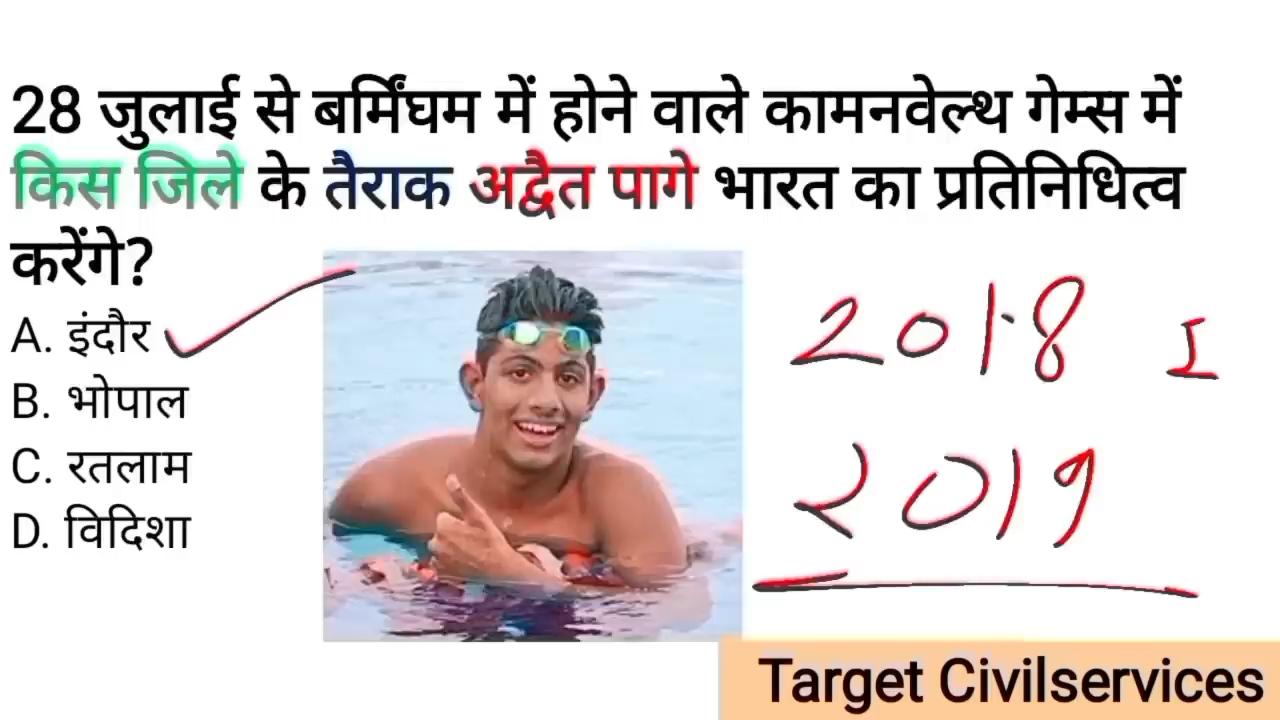 28 जुलाई से बर्मिंघम में होने वाले कामनवेल्थ गेम्स में
किस जिले के तैराक अद्वैत पागे भारत का प्रतिनिधित्व
करेंगे?
A. इंदौर
B. भोपाल
C. रतलाम
D. विदिशा
2018 I
2019
Target Civilservices